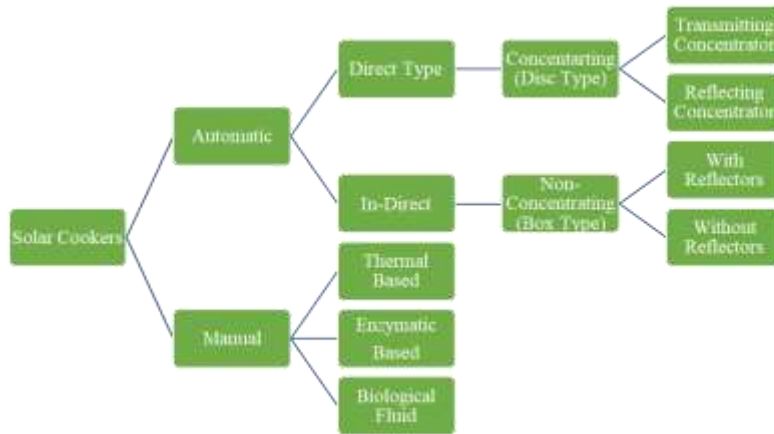 Transmitting
Concentrator
Direct Type
Concentarting
(Disc Type)
Reflecting
Concentrator
Automatic
With
Reflectors
In-Direct
Non-
Concentrating
(Box Type)
Without
Reflectors
Solar Cookers
Thermal
Based
Manual
Enzymatic
Based
Biological
Fluid